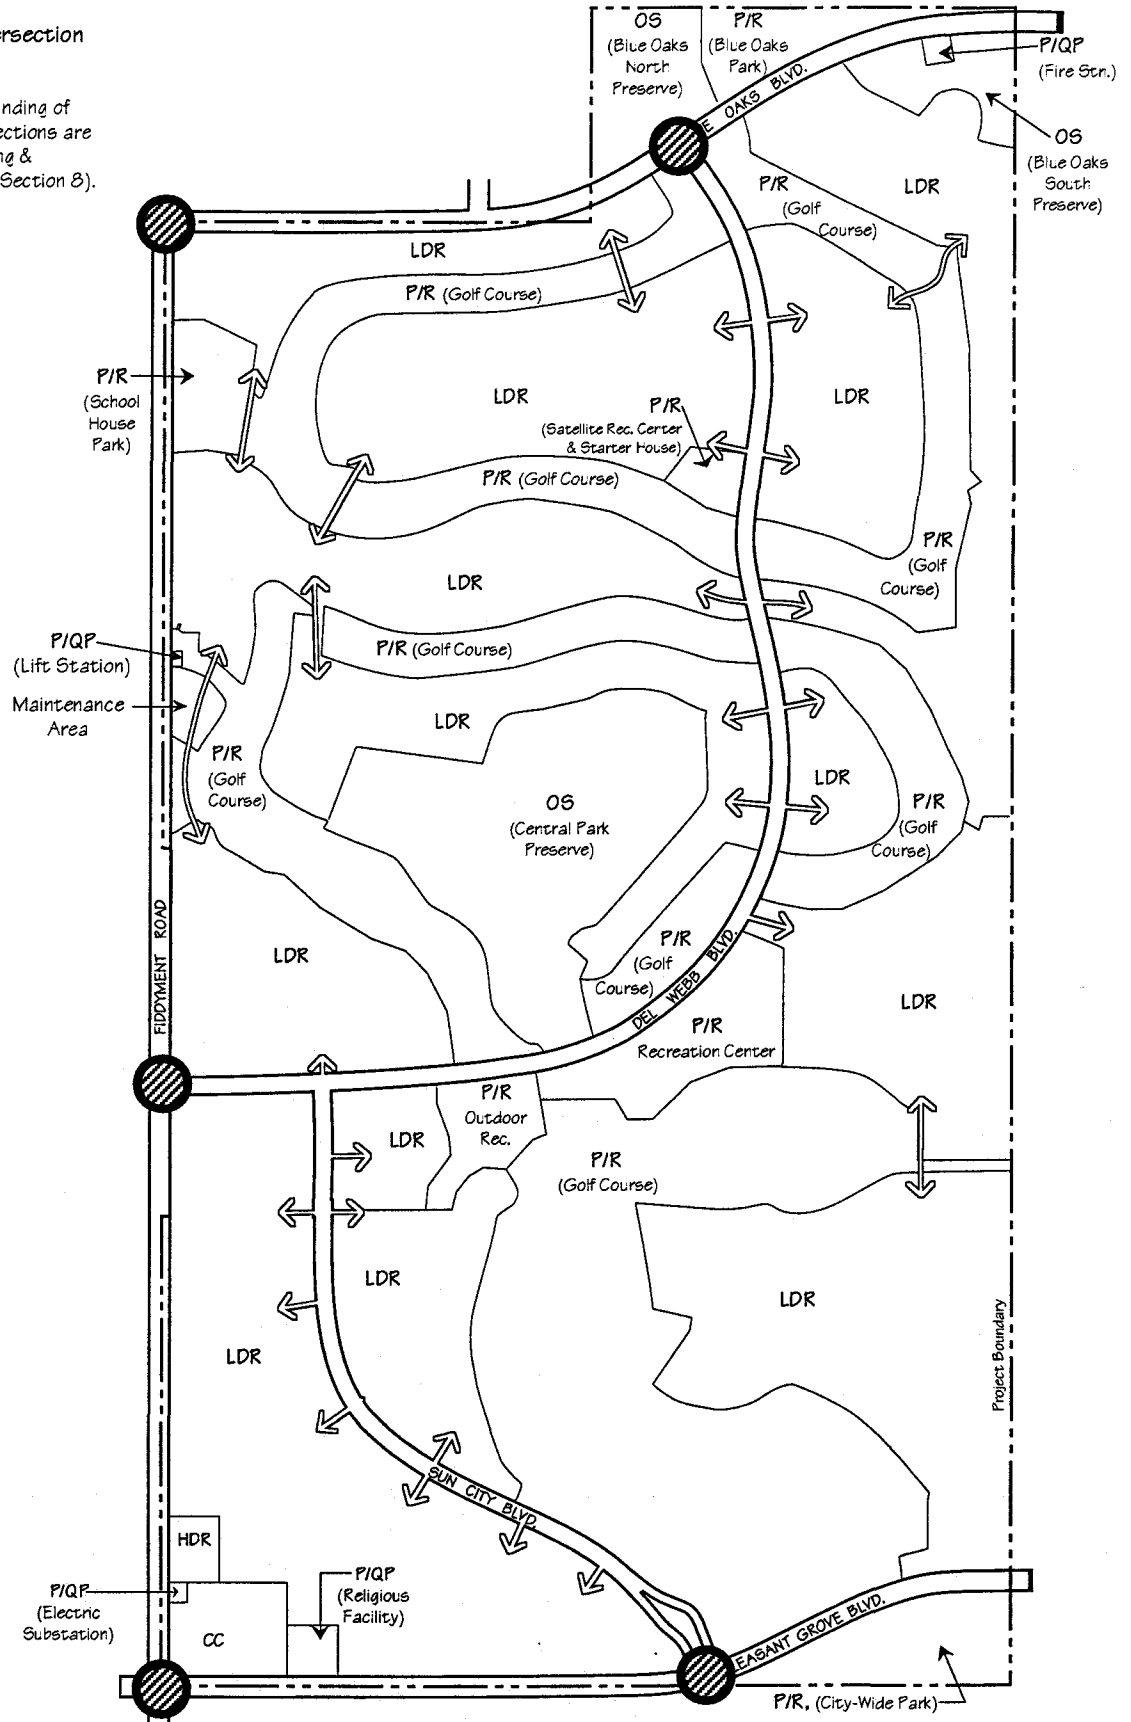 ersection
nding of
ections are
ng &
Section 8).
OS
(Blue Oaks
North
Preserve)
P/R
(Blue Oaks
Park)
E OAKS BLVD.
P/QP
(Fire Stn.)
OS
(Blue Oaks
South
Preserve)
LDR
P/R
(Golf
Course)
LDR
P/R (Golf Course)
P/R
(School
House
Park)
LDR
P/R
(Satellite Rec. Center
& Starter House)
LDR
P/R (Golf Course)
P/R
(Golf
Course)
LDR
P/QP
(Lift Station)
P/R (Golf Course)
Maintenance
Area
LDR
P/R
(Golf
Course)
OS
(Central Park
Preserve)
LDR
P/R
(Golf
Course)
FIDDYMENT ROAD
LDR
P/R
(Golf
Course)
DEL WEBB BLVD.
LDR
P/R
Recreation Center
P/R
Outdoor
Rec.
LDR
P/R
(Golf Course)
LDR
LDR
LDR
Project Boundary
SUN CITY BLVD.
HDR
P/QP
(Electric
Substation)
CC
P/QP
(Religious
Facility)
EASANT GROVE BLVD.
P/R, (City-Wide Park)